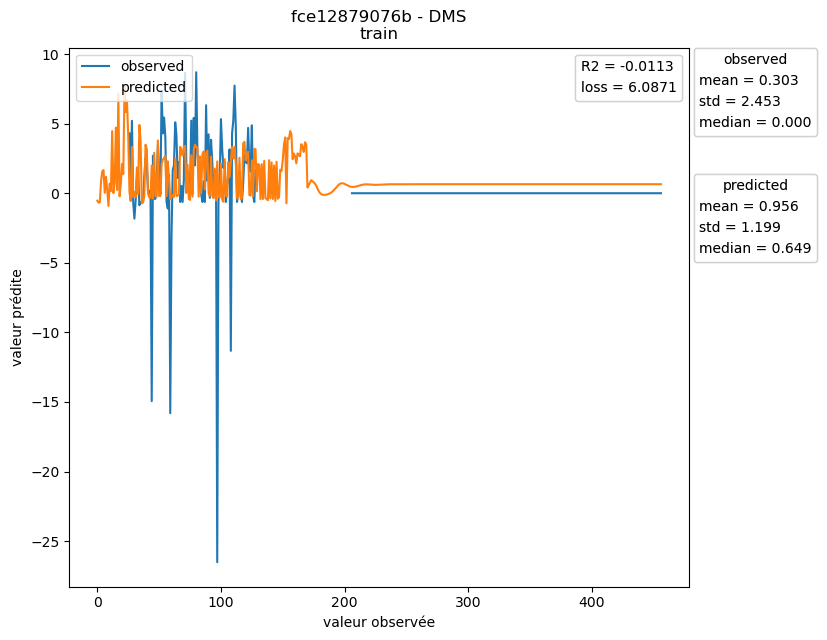 fce12879076b - DMS
train
observed
predicted
R2 = -0.0113
loss = 6.0871
observed
mean = 0.303
std = 2.453
median = 0.000
predicted
mean = 0.956
std = 1.199
median = 0.649
10
5
0
−5
−10
−15
−20
−25
valeur prédite
0
100
200
300
400
valeur observée